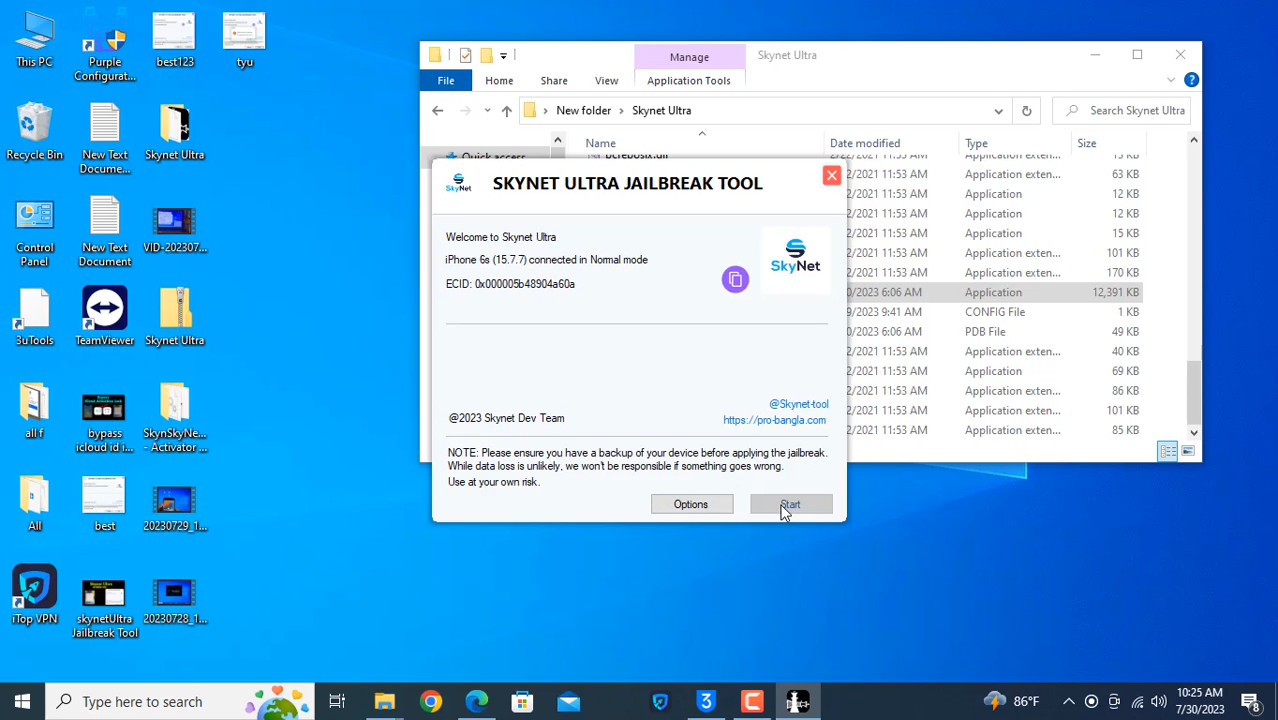 This PC
Purple
Configurat...
best123
tyu
Recycle Bin
New Text
Docume...
Skynet Ultra
Control
Panel
New Text
Document
VID-202307...
3uTools
TeamViewer
Skynet Ultra
all f
bypass
icloud id i...
SkynSkyNe...
- Activator ...
All
best
20230729_1...
iTop VPN
skynetUltra
Jailbreak Tool
20230728_1...
Manage
Skynet Ultra
File
Home
Share
View
Application Tools
New folder
Skynet Ultra
Search Skynet Ultra
Quick access
Name
Date modified
Type
Size
2/22/2021 11:53 AM Application exten... 15 KB
2/2021 11:53 AM Application exten... 63 KB
2/2021 11:53 AM Application 12 KB
2/2021 11:53 AM Application 12 KB
2/2021 11:53 AM Application 15 KB
2/2021 11:53 AM Application exten... 101 KB
2/2021 11:53 AM Application exten... 170 KB
0/2023 6:06 AM Application 12,391 KB
9/2023 9:41 AM CONFIG File 1 KB
0/2023 6:06 AM PDB File 49 KB
2/2021 11:53 AM Application exten... 40 KB
2/2021 11:53 AM Application exten... 69 KB
2/2021 11:53 AM Application exten... 86 KB
2/2021 11:53 AM Application exten... 101 KB
2/2021 11:53 AM Application exten... 85 KB
SkyNet
SKYNET ULTRA JAILBREAK TOOL
Welcome to Skynet Ultra
iPhone 6s (15.7.7) connected in Normal mode
ECID: 0x000005b48904a60a
SkyNet
@Skynet-tool
@2023 Skynet Dev Team
https://pro-bangla.com
NOTE: Please ensure you have a backup of your device before applying the jailbreak.
While data loss is unlikely, we won't be responsible if something goes wrong.
Use at your own risk.
Options
Start
Type here to search
86°F
10:25 AM
7/30/2023
8